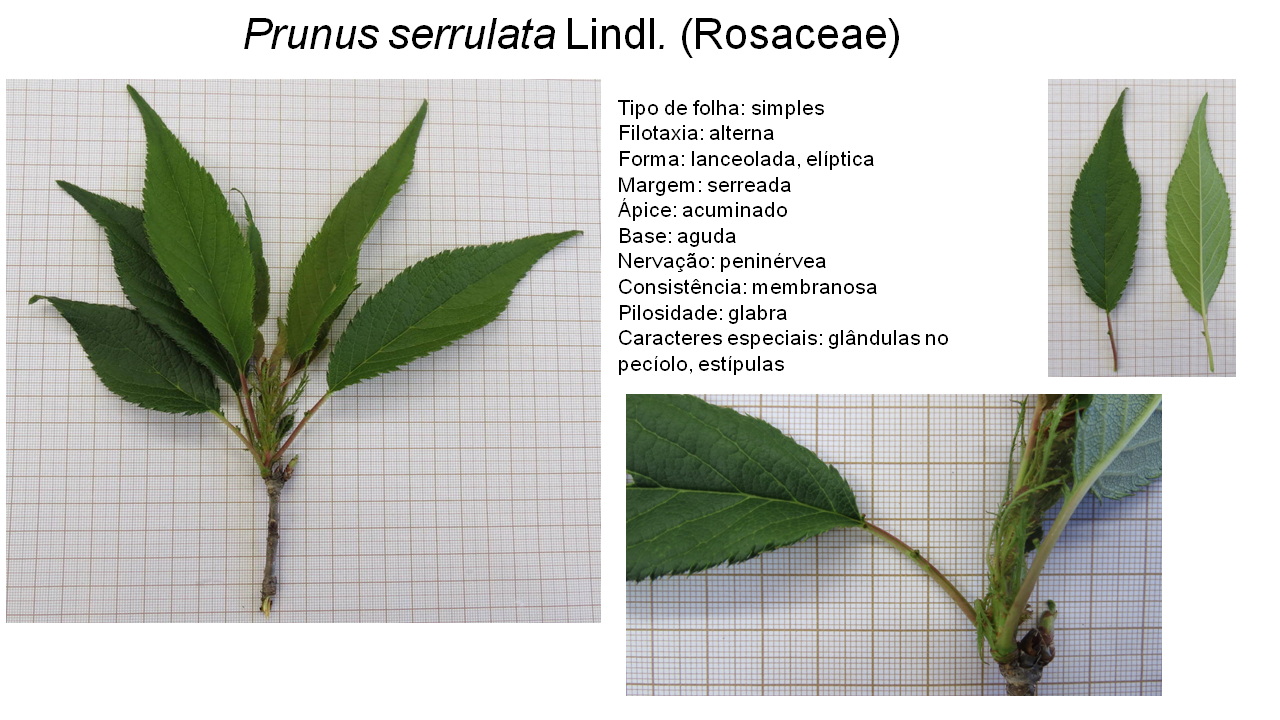 Prunus serrulata Lindl. (Rosaceae)
Tipo de folha: simples
Filotaxia: alterna
Forma: lanceolada, elíptica
Margem: serreada
Ápice: acuminado
Base: aguda
Nervação: peninérvea
Consistência: membranosa
Pilosidade: glabra
Caracteres especiais: glândulas no
pecíolo, estípulas